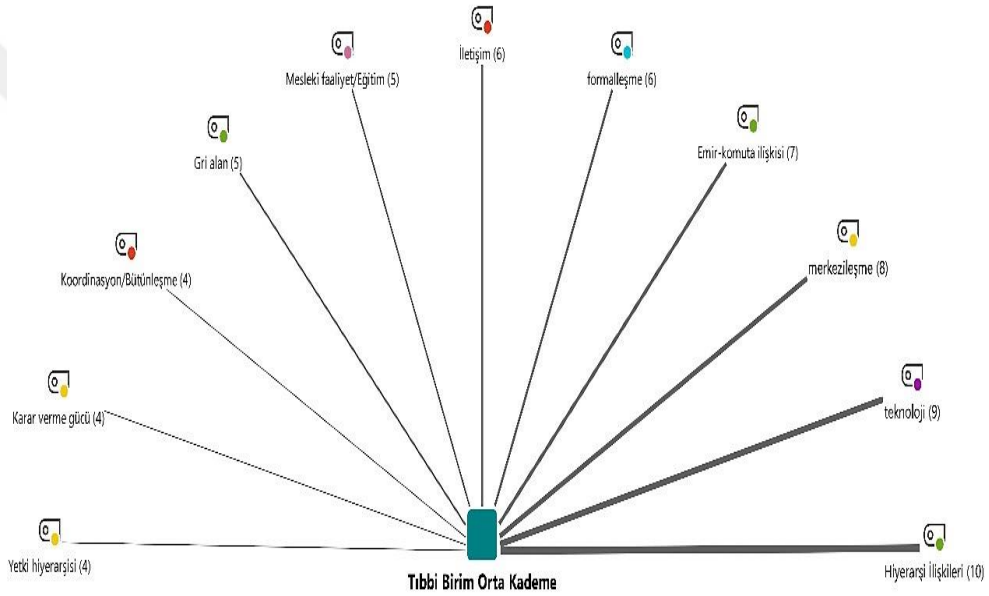 İletişim (6)
Mesleki faaliyet/Eğitim (5)
formalleşme (6)
Gri alan (5)
Emir-komuta ilişkisi (7)
Koordinasyon/Bütünleşme (4)
merkezileşme (8)
Karar verme gücü (4)
teknoloji (9)
Yetki hiyerarşisi (4)
Hiyerarşi İlişkileri (10)
Tıbbi Birim Orta Kademe